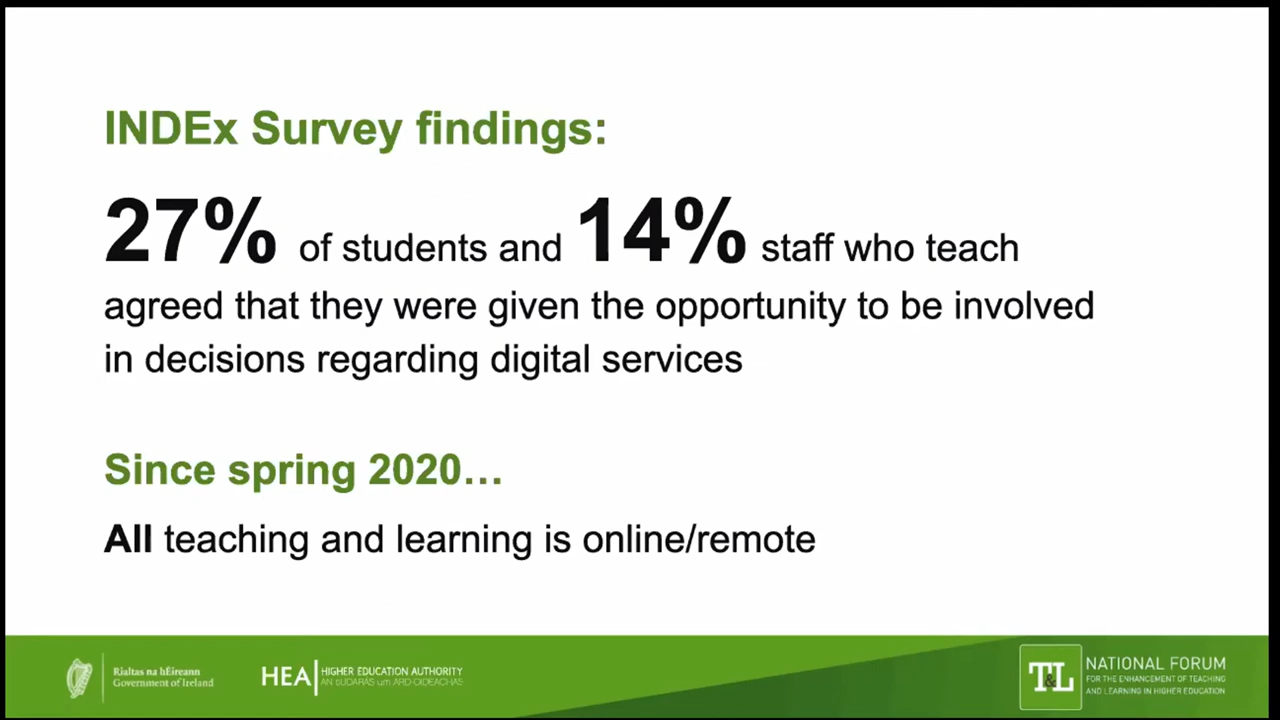 INDEx Survey findings:
27% of students and 14% staff who teach
agreed that they were given the opportunity to be involved
in decisions regarding digital services
Since spring 2020…
All teaching and learning is online/remote
Rialtas na hÉireann
Government of Ireland
HEA HIGHER EDUCATION AUTHORITY
AN tÚDARÁS um ARD OIDEACHAS
T&L
NATIONAL FORUM
FOR THE ENHANCEMENT OF TEACHING
AND LEARNING IN HIGHER EDUCATION